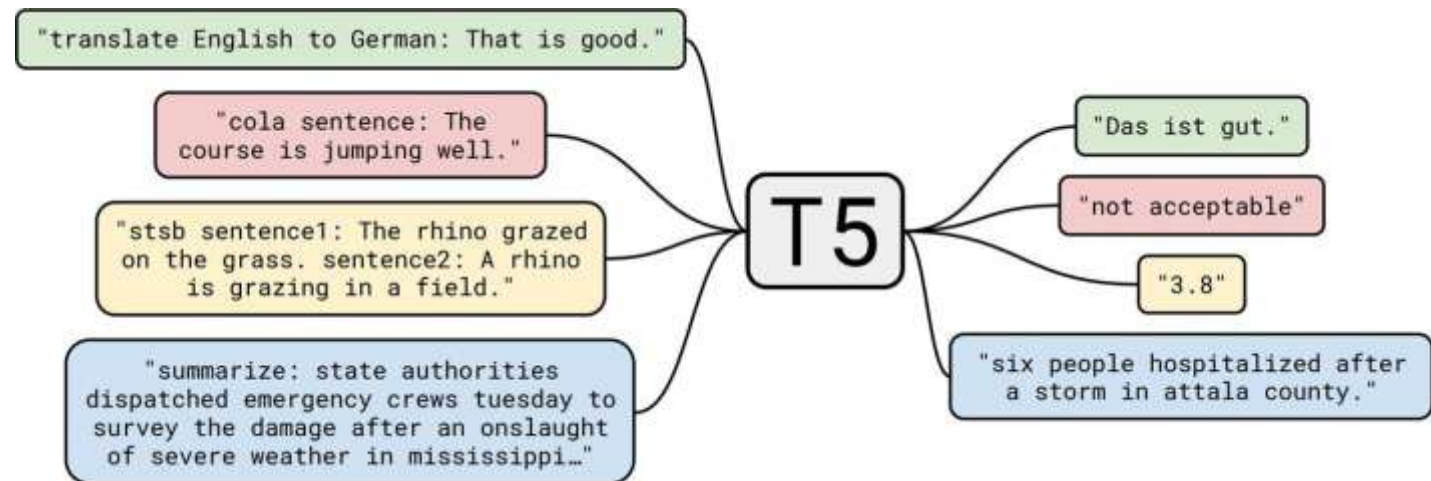 "translate English to German: That is good."
"cola sentence: The
course is jumping well."
"stsb sentence1: The rhino grazed
on the grass. sentence2: A rhino
is grazing in a field."
"summarize: state authorities
dispatched emergency crews tuesday to
survey the damage after an onslaught
of severe weather in mississippi…"
T5
"Das ist gut."
"not acceptable"
"3.8"
"six people hospitalized after
a storm in attala county."